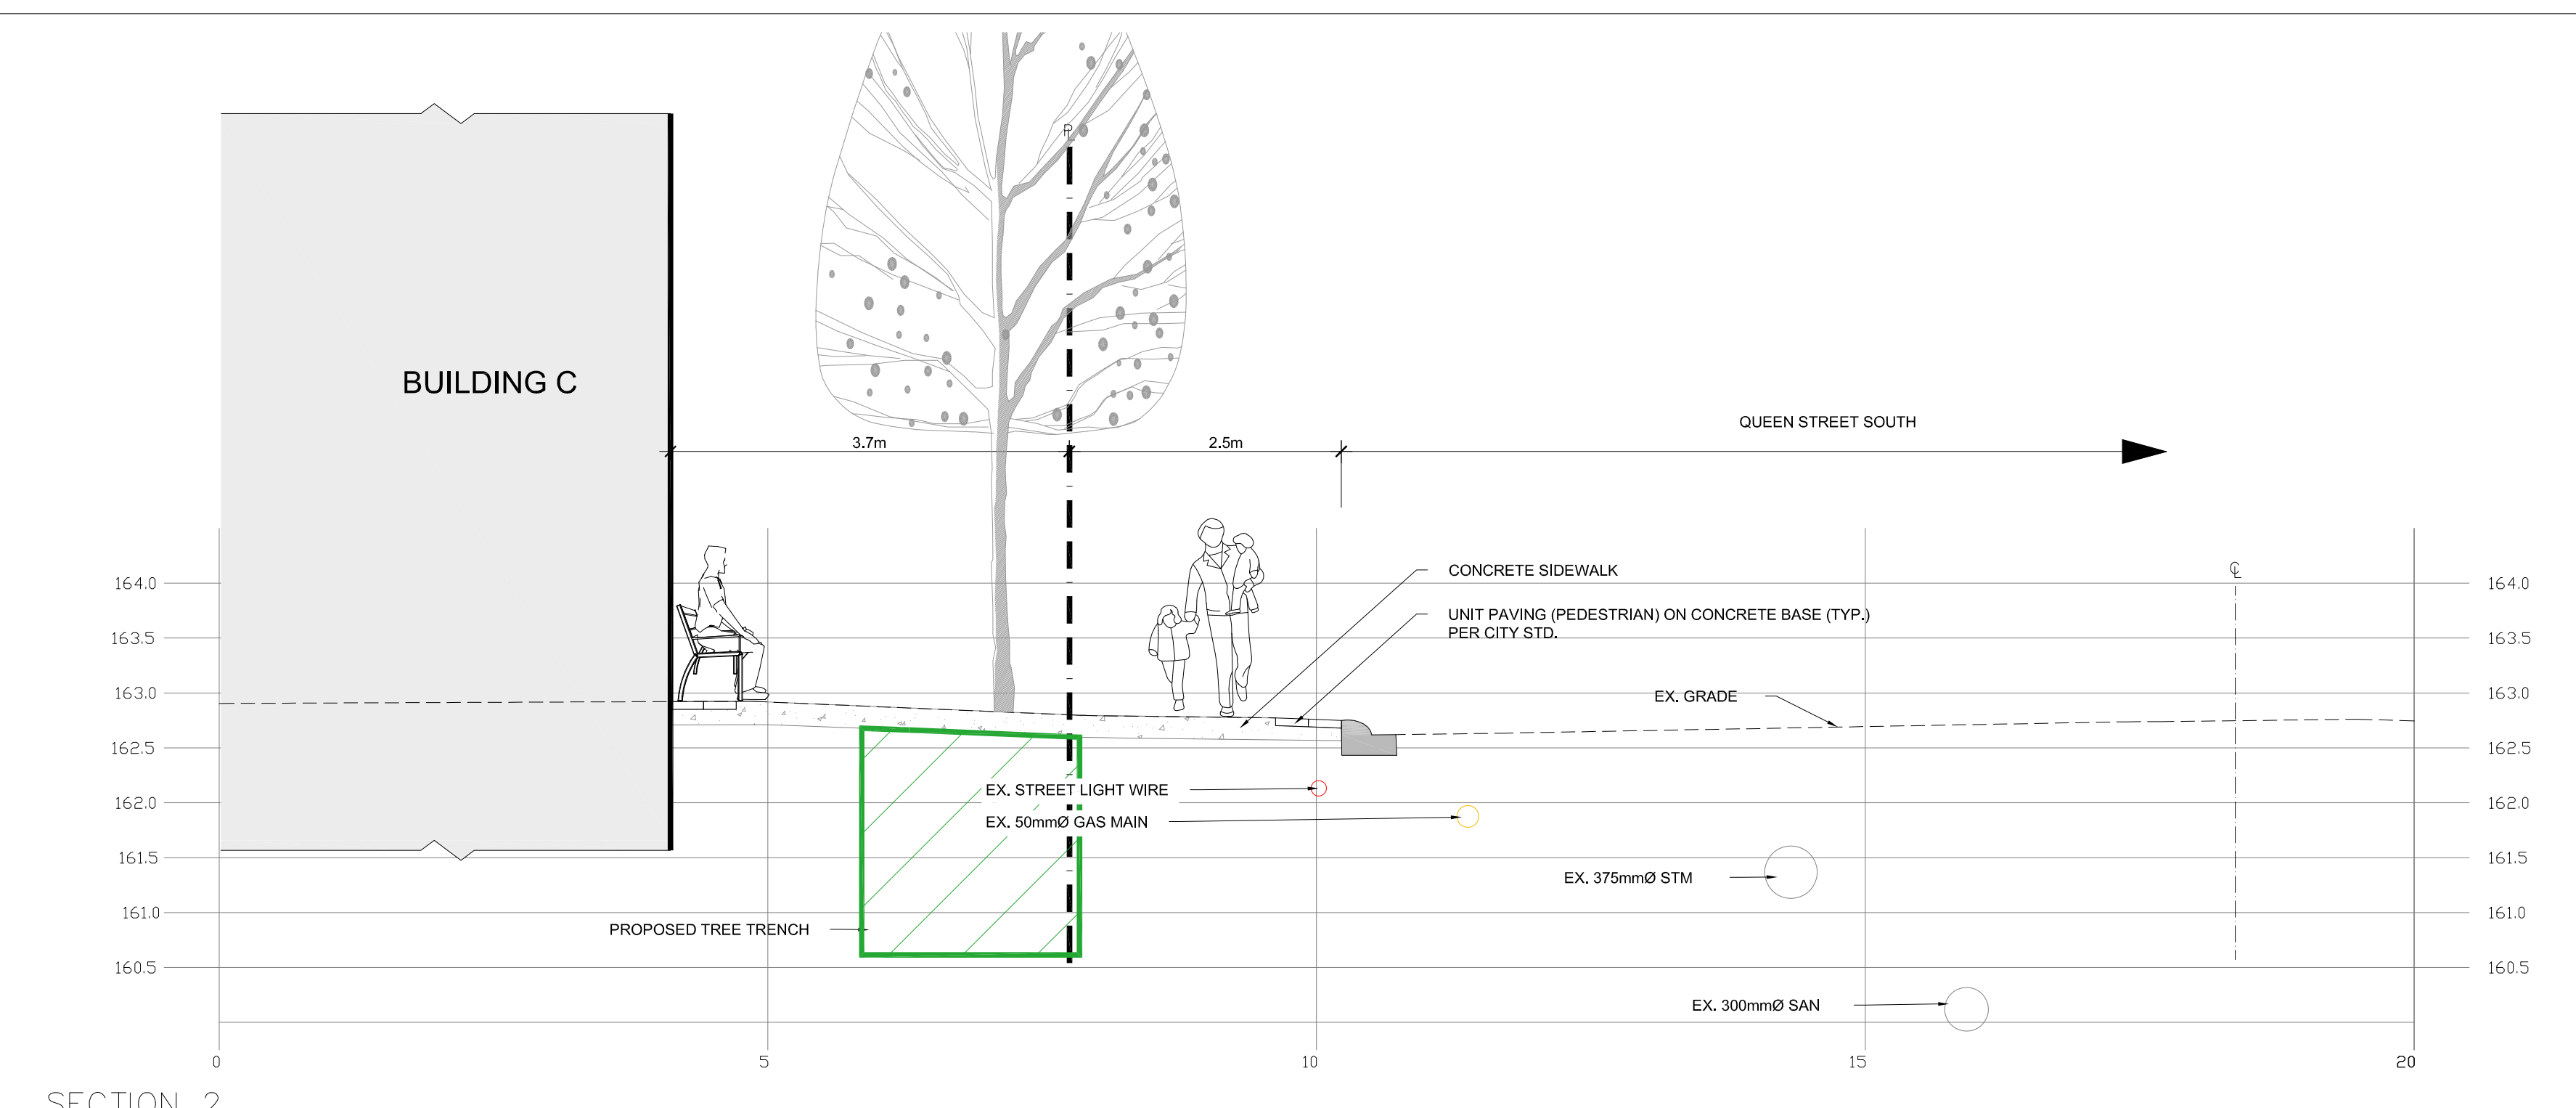 ℄
BUILDING C
QUEEN STREET SOUTH
3.7m
2.5m
CONCRETE SIDEWALK
℄
164.0
164.0
UNIT PAVING (PEDESTRIAN) ON CONCRETE BASE (TYP.)
PER CITY STD.
163.5
163.5
163.0
EX. GRADE
163.0
162.5
162.5
EX. STREET LIGHT WIRE
162.0
162.0
EX. 50mmØ GAS MAIN
161.5
161.5
EX. 375mmØ STM
161.0
161.0
PROPOSED TREE TRENCH
160.5
160.5
EX. 300mmØ SAN
0
5
10
15
20
SECTION 2